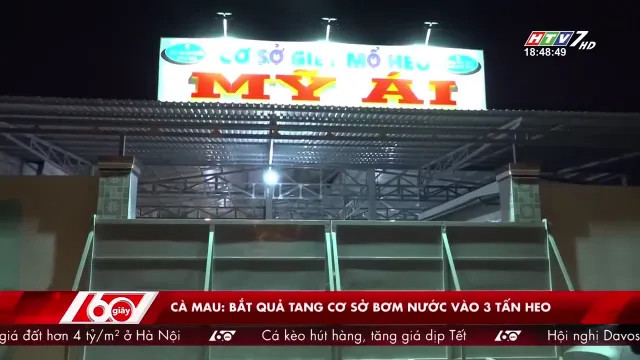 HTV7 HD
18:48:49
CƠ SỞ GIẾT MỔ HEO
MỸ ÁI
60 giây
CÀ MAU: BẮT QUẢ TANG CƠ SỞ BƠM NƯỚC VÀO 3 TẤN HEO
giá đất hơn 4 tỷ/m² ở Hà Nội 60 Cá kèo hút hàng, tăng giá dịp Tết 60 Hội nghị Davos